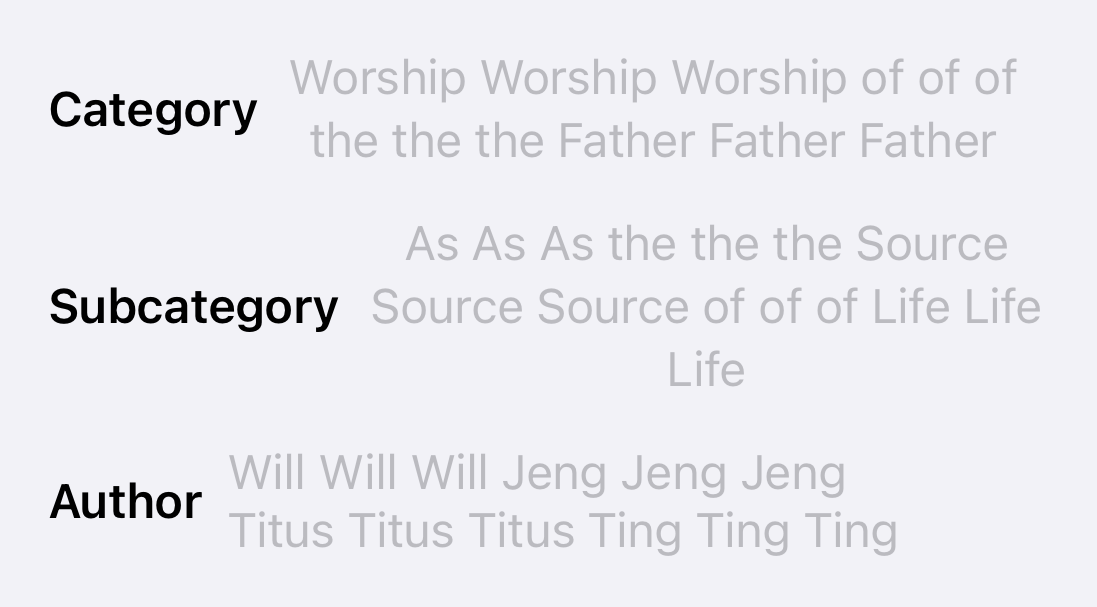 Category
Worship Worship Worship of of of
the the the Father Father Father
Subcategory
As As As the the the Source
Source Source of of of Life Life
Life
Author
Will Will Will Jeng Jeng Jeng
Titus Titus Titus Ting Ting Ting